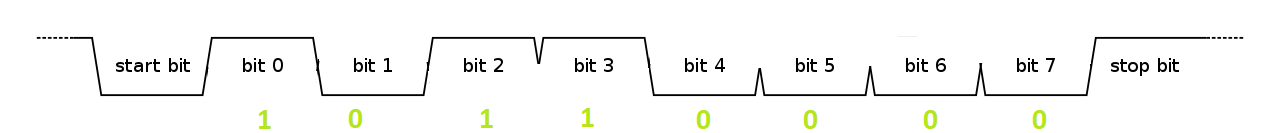 start bit bit 0 bit 1 bit 2 bit 3 bit 4 bit 5 bit 6 bit 7 stop bit
1 0 1 1 0 0 0 0